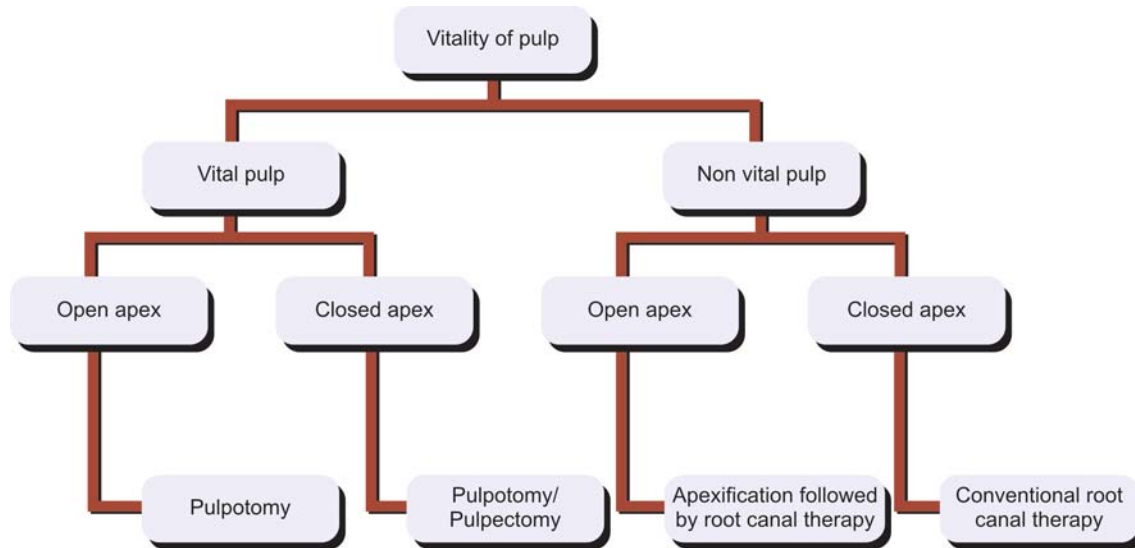 Vitality of pulp
Vital pulp
Non vital pulp
Open apex
Closed apex
Open apex
Closed apex
Pulpotomy
Pulpotomy/
Pulpectomy
Apexification followed
by root canal therapy
Conventional root
canal therapy